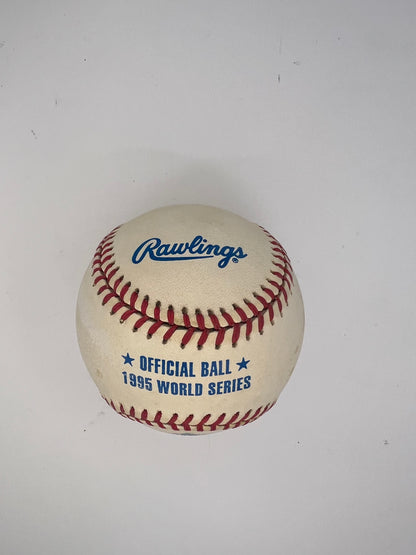 Rawlings®
★ OFFICIAL BALL ★
1995 WORLD SERIES